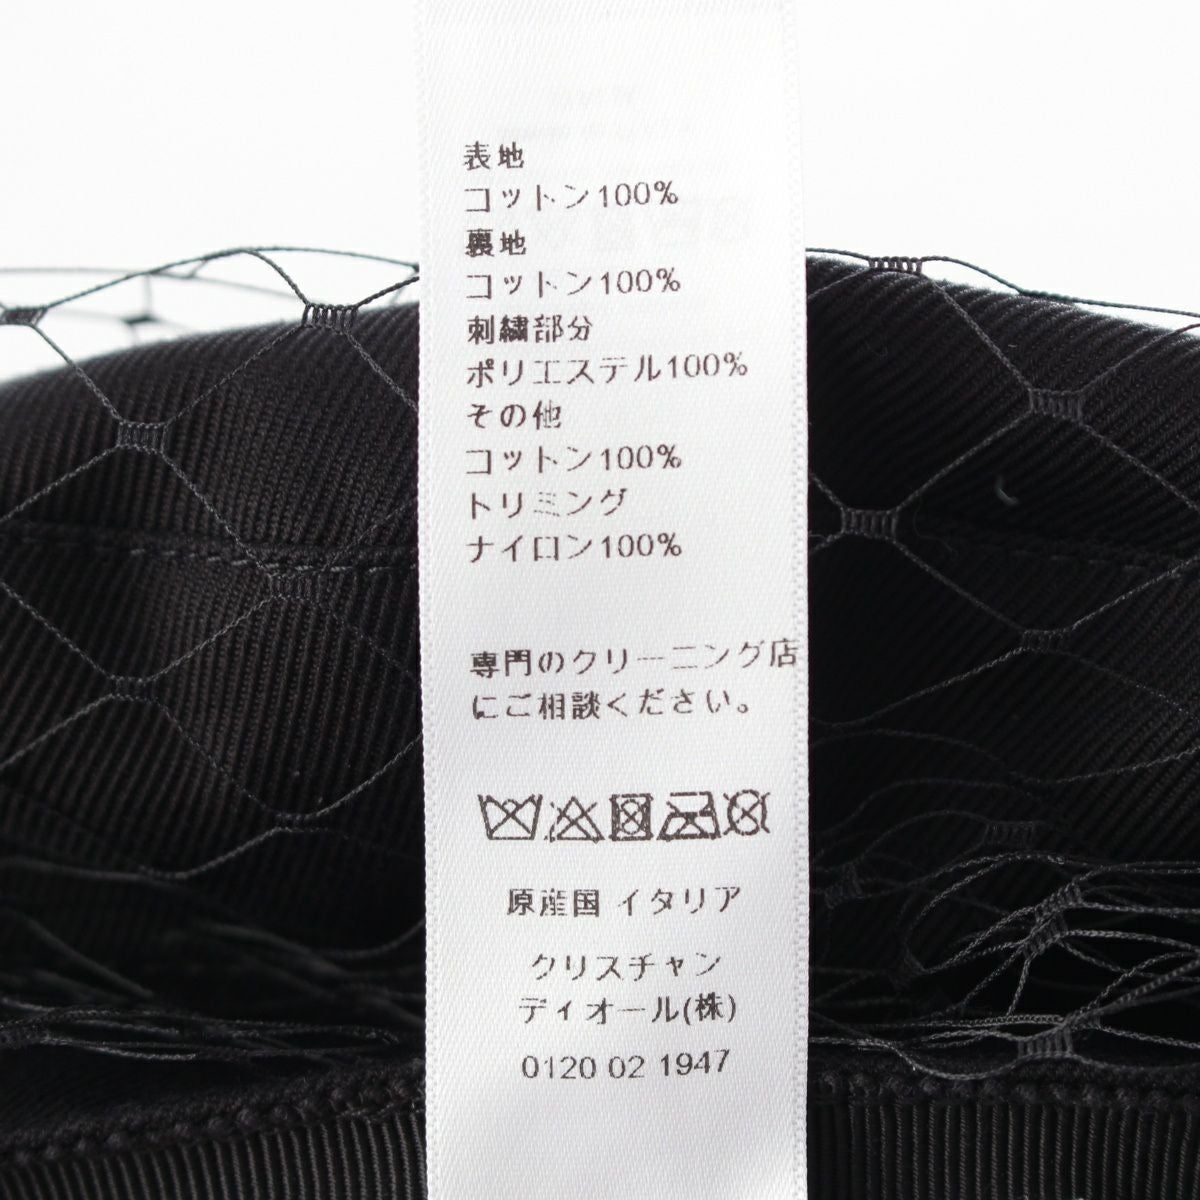 表地
コットン100%
裏地
コットン100%
刺繍部分
ポリエステル100%
その他
コットン100%
トリミング
ナイロン100%
専門のクリーニング店
にご相談ください。
原産国 イタリア
クリスチャン
ディオール(株)
0120 02 1947